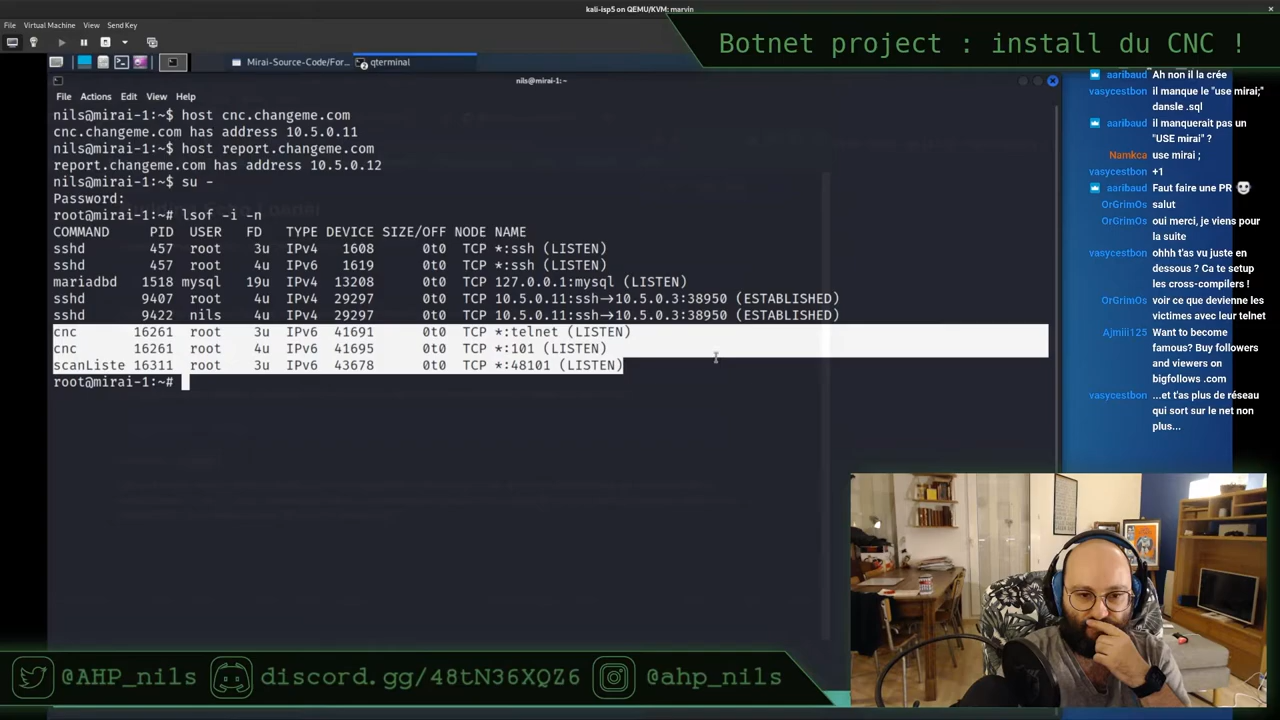 kali-isp5 on QEMU/KVM: marvin
File Virtual Machine View Send Key
Botnet project : install du CNC !
Mirai-Source-Code/For...
qterminal
nils@mirai-1: ~
File Actions Edit View Help
nils@mirai-1:~$ host cnc.changeme.com
cnc.changeme.com has address 10.5.0.11
nils@mirai-1:~$ host report.changeme.com
report.changeme.com has address 10.5.0.12
nils@mirai-1:~$ su -
Password:
root@mirai-1:~# lsof -i -n
COMMAND PID USER FD TYPE DEVICE SIZE/OFF NODE NAME
sshd 457 root 3u IPv4 1608 0t0 TCP *:ssh (LISTEN)
sshd 457 root 4u IPv6 1619 0t0 TCP *:ssh (LISTEN)
mariadbd 1518 mysql 19u IPv4 13208 0t0 TCP 127.0.0.1:mysql (LISTEN)
sshd 9407 root 4u IPv4 29297 0t0 TCP 10.5.0.11:ssh->10.5.0.3:38950 (ESTABLISHED)
sshd 9422 nils 4u IPv4 29297 0t0 TCP 10.5.0.11:ssh->10.5.0.3:38950 (ESTABLISHED)
cnc 16261 root 3u IPv6 41691 0t0 TCP *:telnet (LISTEN)
cnc 16261 root 4u IPv6 41695 0t0 TCP *:101 (LISTEN)
scanListe 16311 root 3u IPv6 43678 0t0 TCP *:48101 (LISTEN)
root@mirai-1:~#
aaribaud Ah non il la crée
vasycestbon il manque le "use mirai;"
dansle .sql
aaribaud il manquerait pas un
"USE mirai" ?
Namkca use mirai ;
vasycestbon +1
aaribaud Faut faire une PR
OrGrimOs salut
OrGrimOs oui merci, je viens pour
la suite
vasycestbon ohhh t'as vu juste en
dessous ? Ca te setup
les cross-compilers !
OrGrimOs voir ce que devienne les
victimes avec leur telnet
Ajmiii125 Want to become
famous? Buy followers
and viewers on
bigfollows .com
vasycestbon ...et t'as plus de réseau
qui sort sur le net non
plus...
@AHP_nils discord.gg/48tN36XQZ6 @ahp_nils